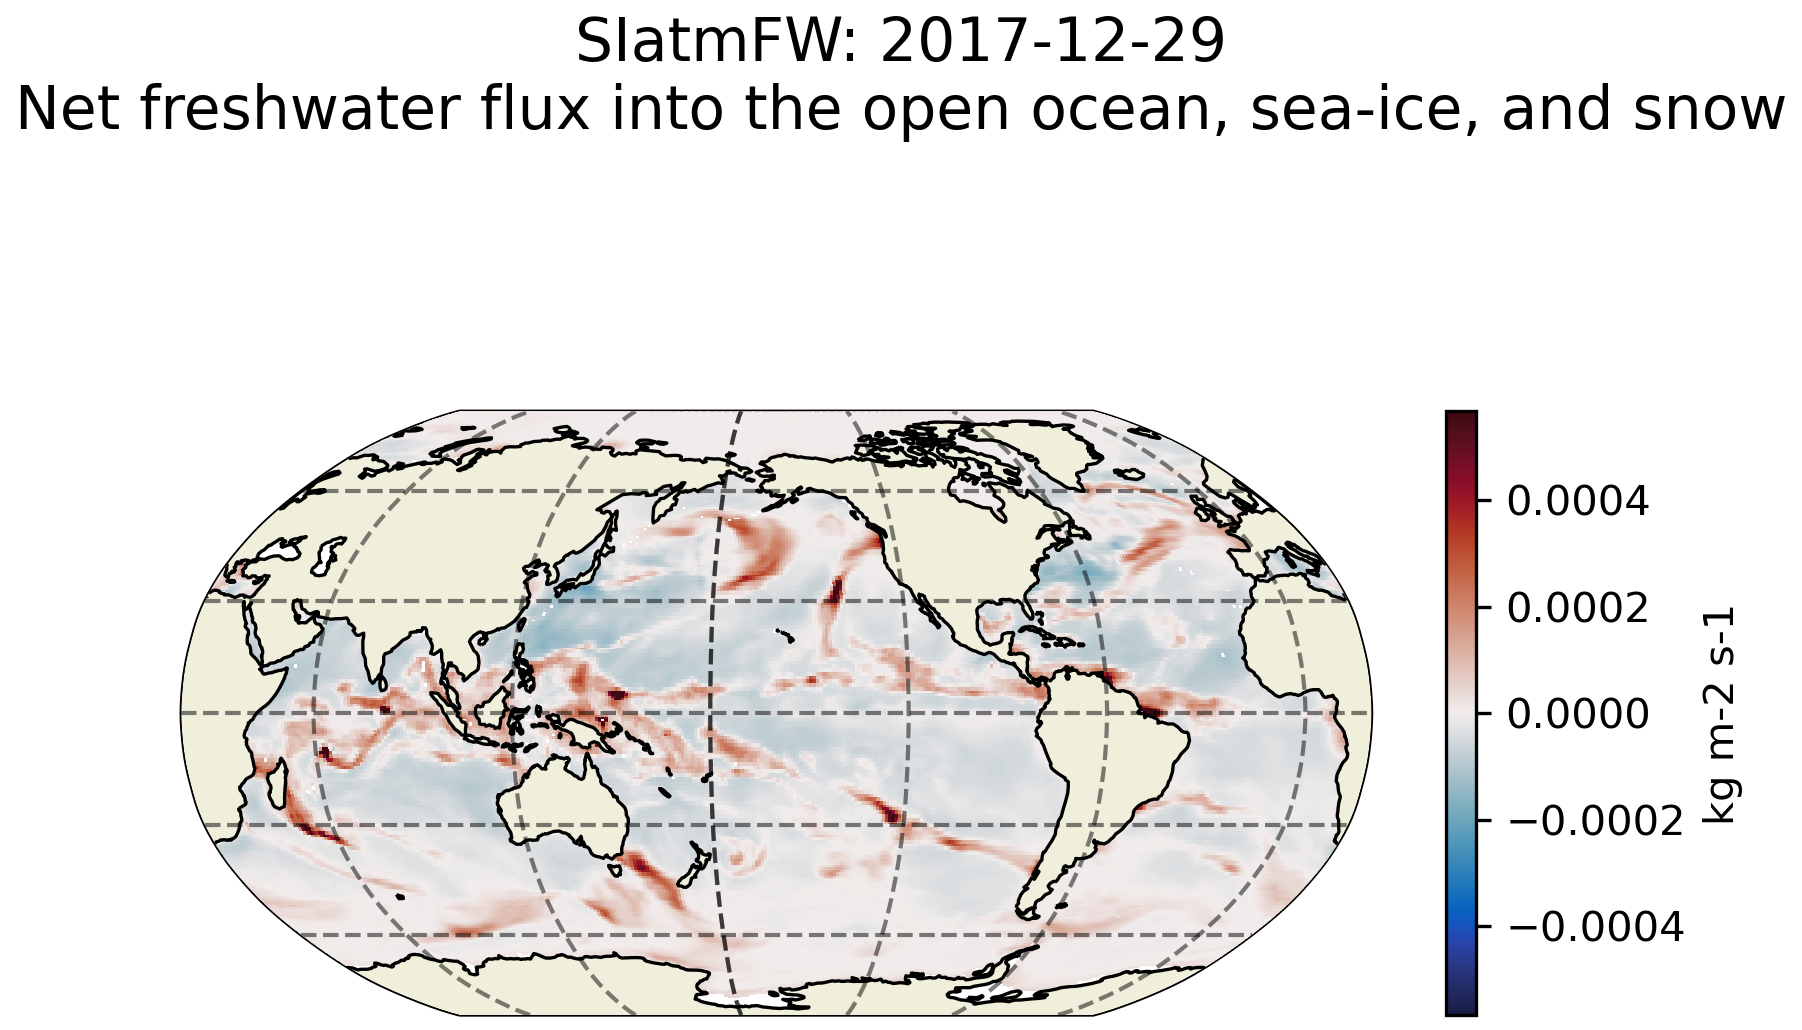 SIatmFW: 2017-12-29
Net freshwater flux into the open ocean, sea-ice, and snow
0.0004
0.0002
0.0000
−0.0002
−0.0004
kg m-2 s-1